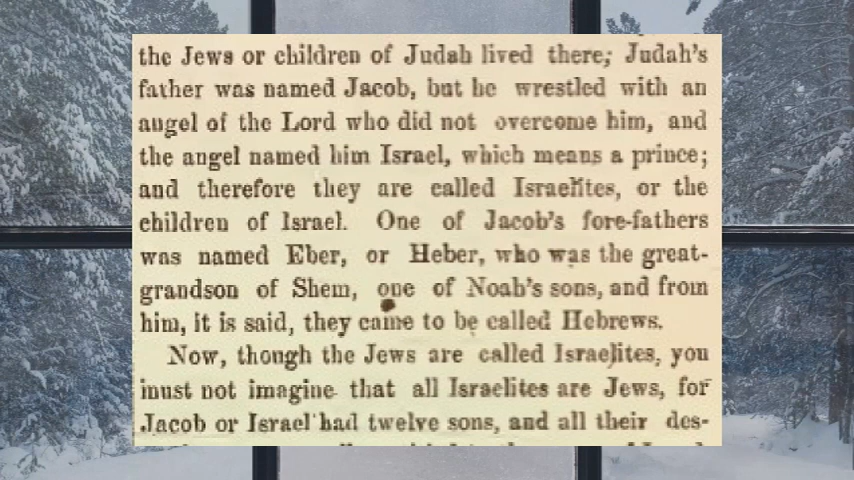 the Jews or children of Judah lived there; Judah's
father was named Jacob, but he wrestled with an
angel of the Lord who did not overcome him, and
the angel named him Israel, which means a prince;
and therefore they are called Israelites, or the
children of Israel. One of Jacob's fore-fathers
was named Eber, or Heber, who was the great-
grandson of Shem, one of Noah's sons, and from
him, it is said, they came to be called Hebrews.
Now, though the Jews are called Israelites, you
must not imagine that all Israelites are Jews, for
Jacob or Israel had twelve sons, and all their des-